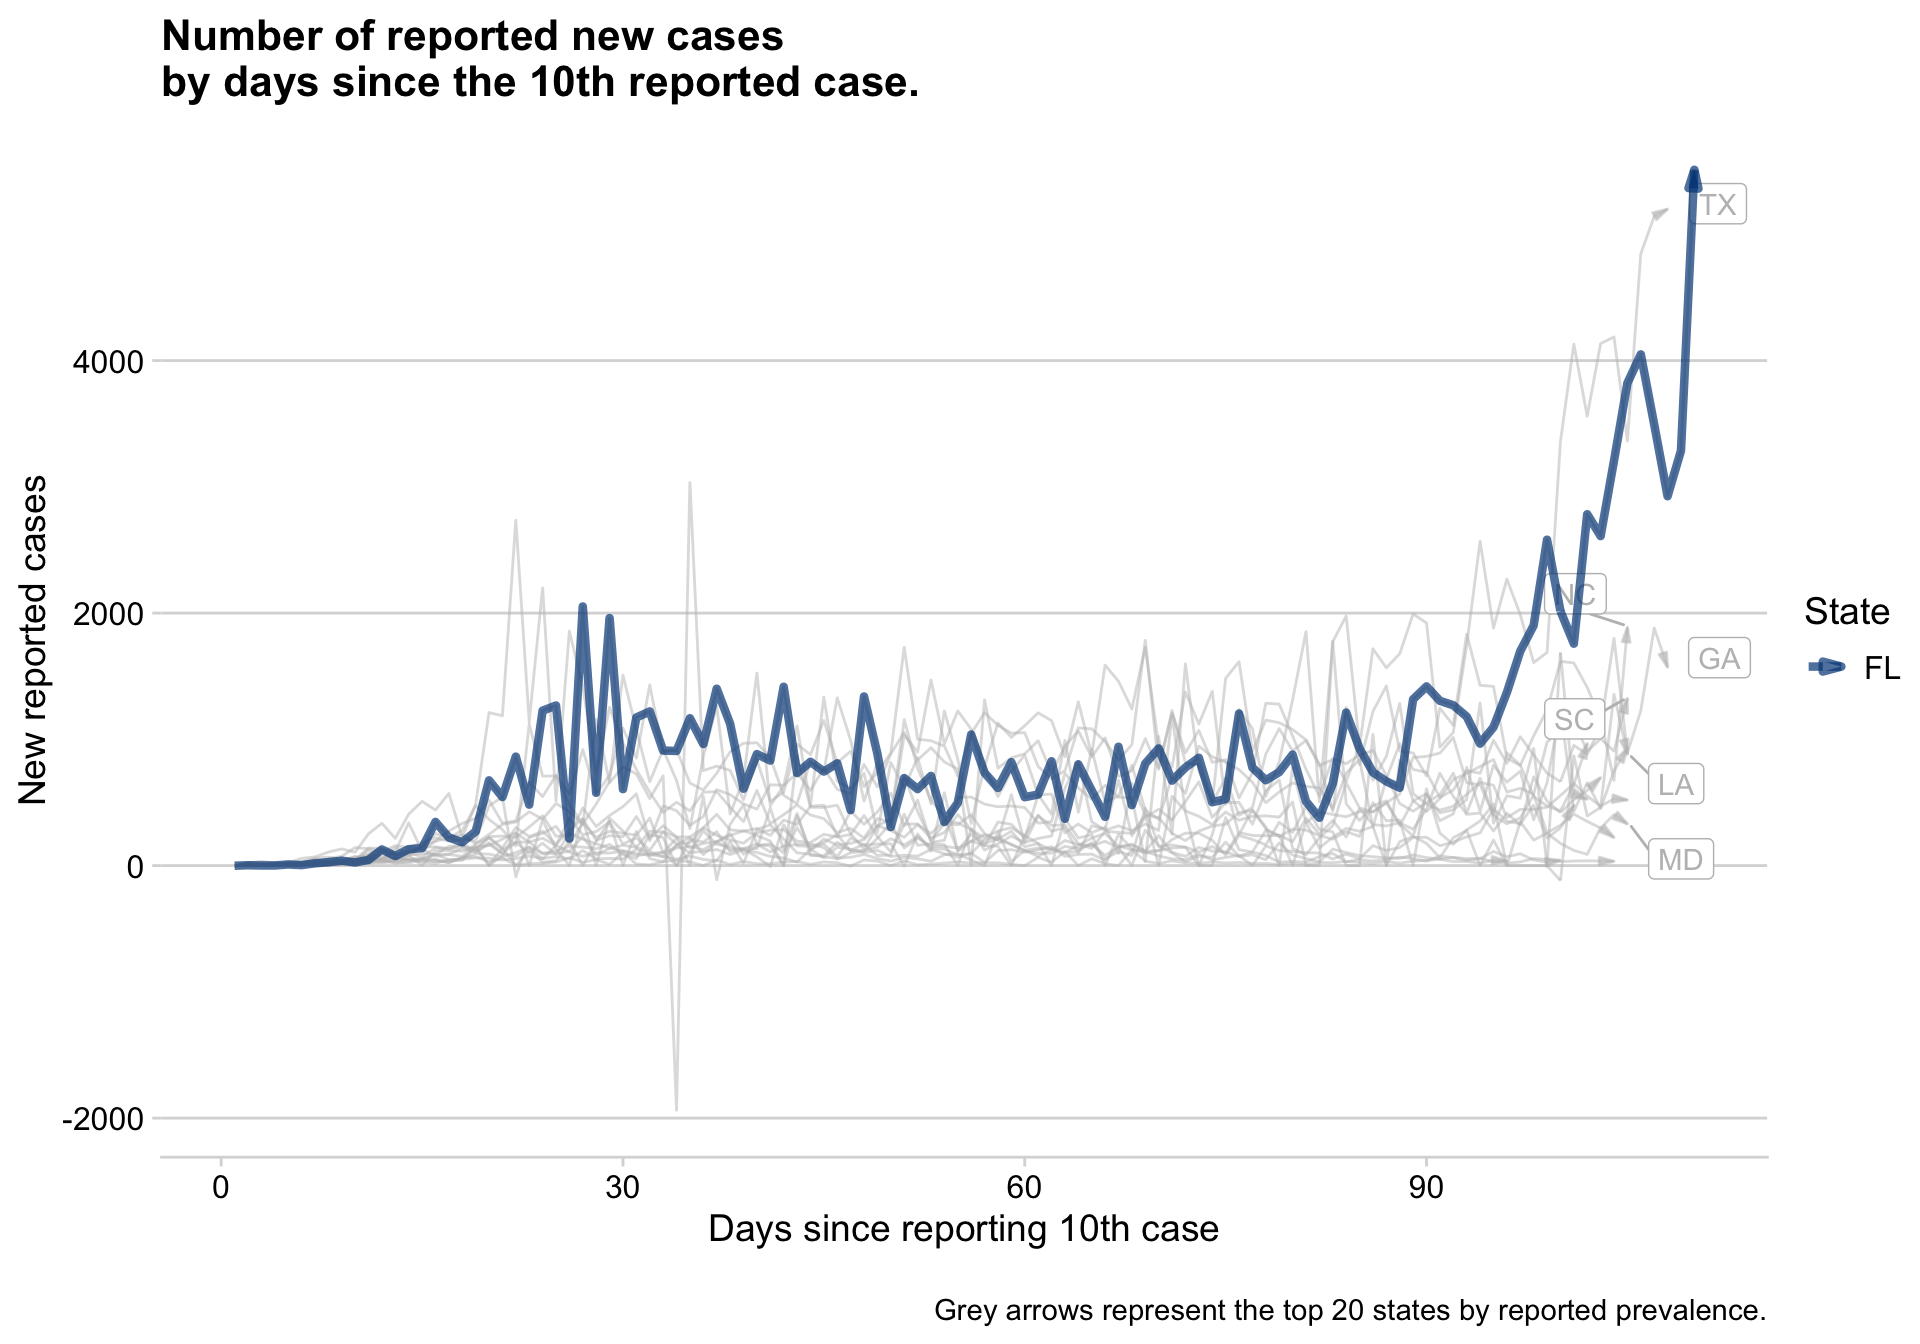 Number of reported new cases
by days since the 10th reported case.
TX
4000
New reported cases
2000
NC
State
FL
GA
SC
LA
0
MD
-2000
0 30 60 90
Days since reporting 10th case
Grey arrows represent the top 20 states by reported prevalence.